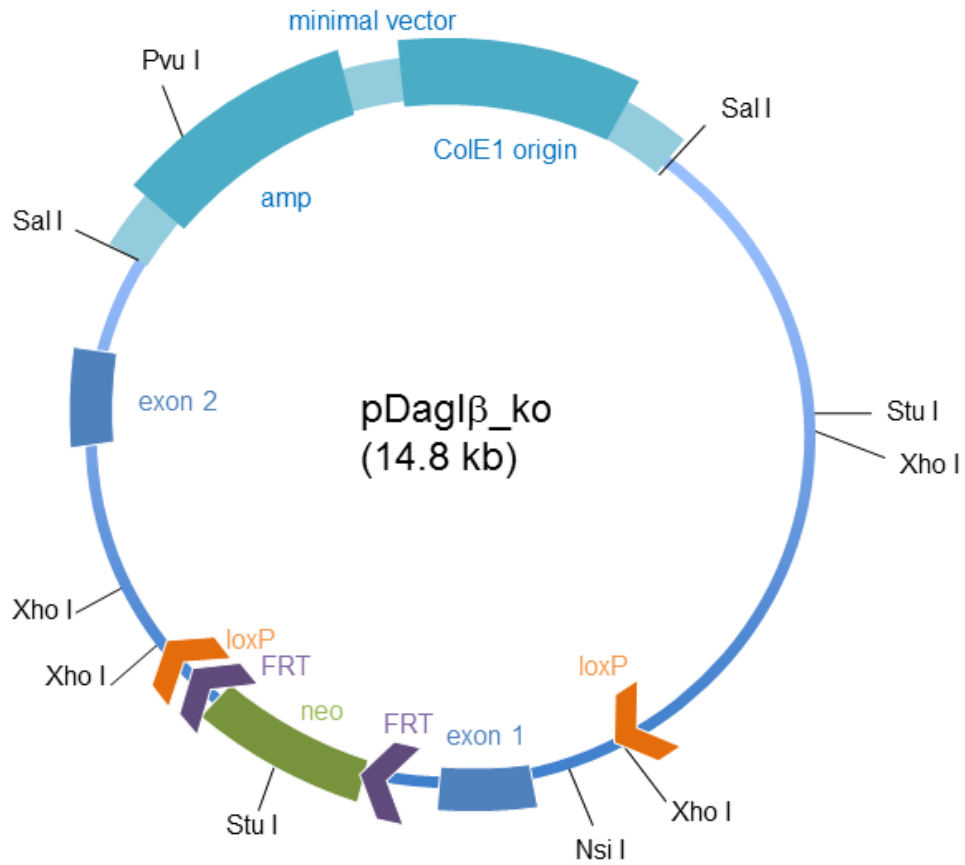 minimal vector
Pvu I
Sal I
ColE1 origin
amp
Sal I
exon 2
pDaglβ_ko
(14.8 kb)
Stu I
Xho I
Xho I
loxP
Xho I
FRT
loxP
neo
FRT
exon 1
Xho I
Stu I
Nsi I